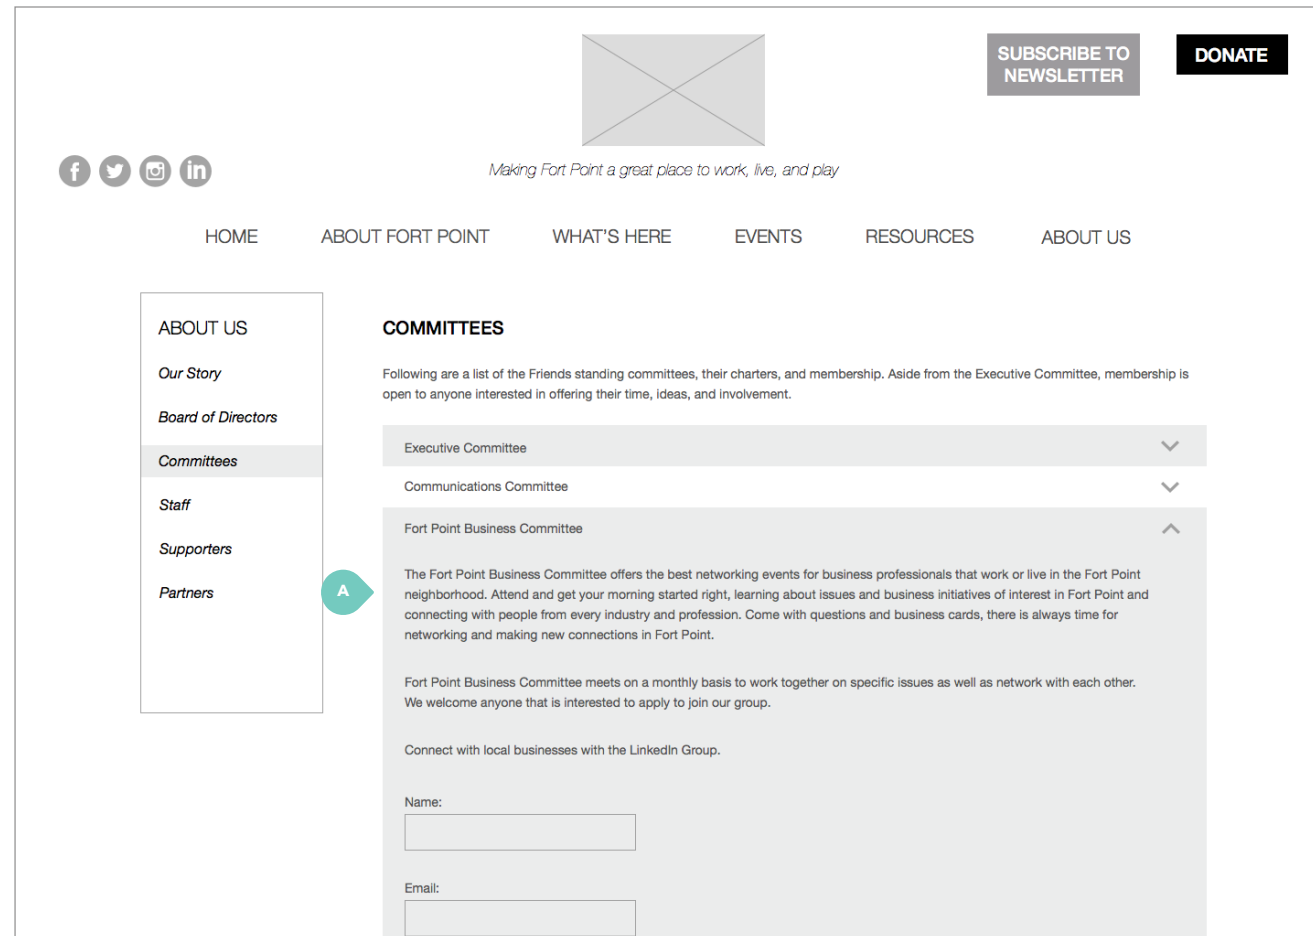 SUBSCRIBE TO
NEWSLETTER
DONATE
f
in
Making Fort Point a great place to work, live, and play
HOME
ABOUT FORT POINT
WHAT'S HERE
EVENTS
RESOURCES
ABOUT US
ABOUT US
Our Story
Board of Directors
Committees
Staff
Supporters
Partners
COMMITTEES
Following are a list of the Friends standing committees, their charters, and membership. Aside from the Executive Committee, membership is
open to anyone interested in offering their time, ideas, and involvement.
Executive Committee
Communications Committee
Fort Point Business Committee
A
The Fort Point Business Committee offers the best networking events for business professionals that work or live in the Fort Point
neighborhood. Attend and get your morning started right, learning about issues and business initiatives of interest in Fort Point and
connecting with people from every industry and profession. Come with questions and business cards, there is always time for
networking and making new connections in Fort Point.
Fort Point Business Committee meets on a monthly basis to work together on specific issues as well as network with each other.
We welcome anyone that is interested to apply to join our group.
Connect with local businesses with the LinkedIn Group.
Name:
Email: